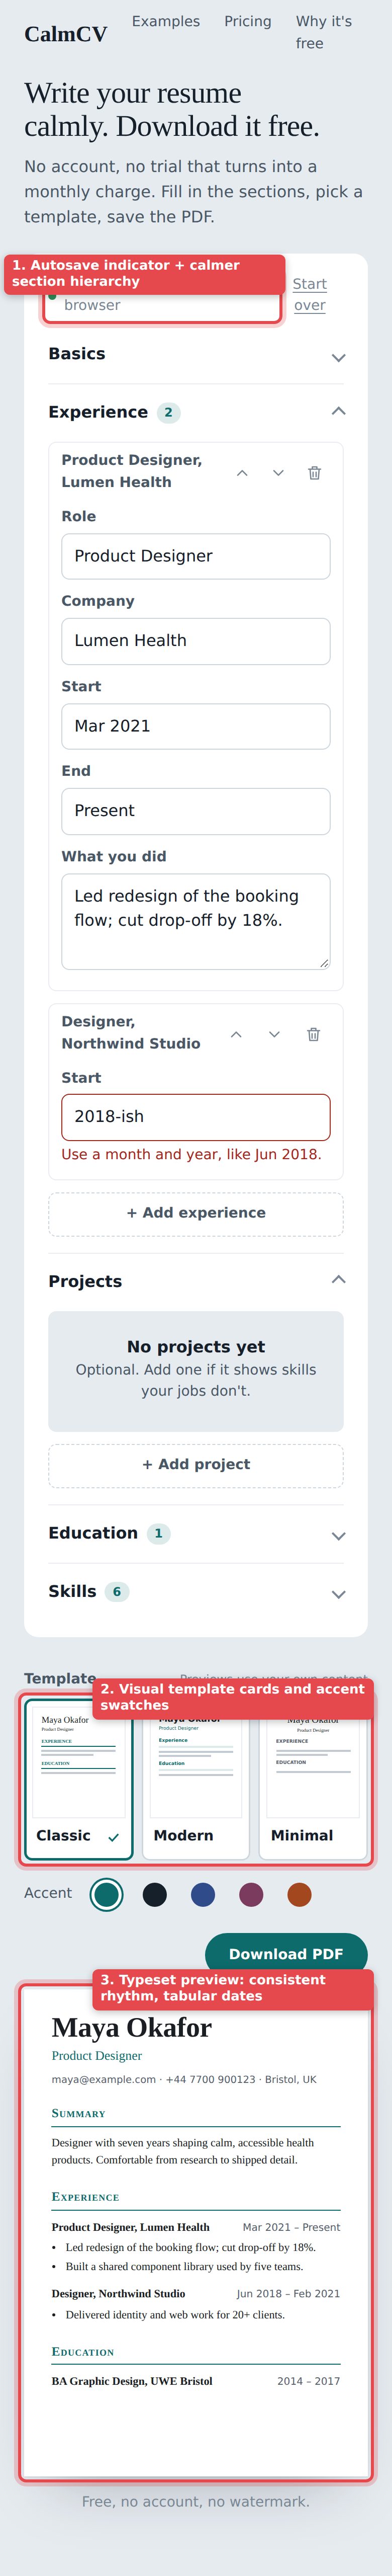 CalmCV
Examples
Pricing
Why it's
free
Write your resume
calmly. Download it free.
No account, no trial that turns into a
monthly charge. Fill in the sections, pick a
template, save the PDF.
1. Autosave indicator + calmer
section hierarchy
browser
Start
over
Basics
Experience 2
Product Designer,
Lumen Health
Role
Product Designer
Company
Lumen Health
Start
Mar 2021
End
Present
What you did
Led redesign of the booking
flow; cut drop-off by 18%.
Designer,
Northwind Studio
Start
2018-ish
Use a month and year, like Jun 2018.
+ Add experience
Projects
No projects yet
Optional. Add one if it shows skills
your jobs don't.
+ Add project
Education 1
Skills 6
Template
2. Visual template cards and accent
swatches
Maya Okafor
Product Designer
EXPERIENCE
EDUCATION
Classic
Maya Okafor
Product Designer
Experience
Education
Modern
Maya Okafor
Product Designer
EXPERIENCE
EDUCATION
Minimal
Accent
Download PDF
3. Typeset preview: consistent
rhythm, tabular dates
Maya Okafor
Product Designer
maya@example.com · +44 7700 900123 · Bristol, UK
Summary
Designer with seven years shaping calm, accessible health
products. Comfortable from research to shipped detail.
Experience
Product Designer, Lumen Health Mar 2021 – Present
• Led redesign of the booking flow; cut drop-off by 18%.
• Built a shared component library used by five teams.
Designer, Northwind Studio Jun 2018 – Feb 2021
• Delivered identity and web work for 20+ clients.
Education
BA Graphic Design, UWE Bristol 2014 – 2017
Free, no account, no watermark.